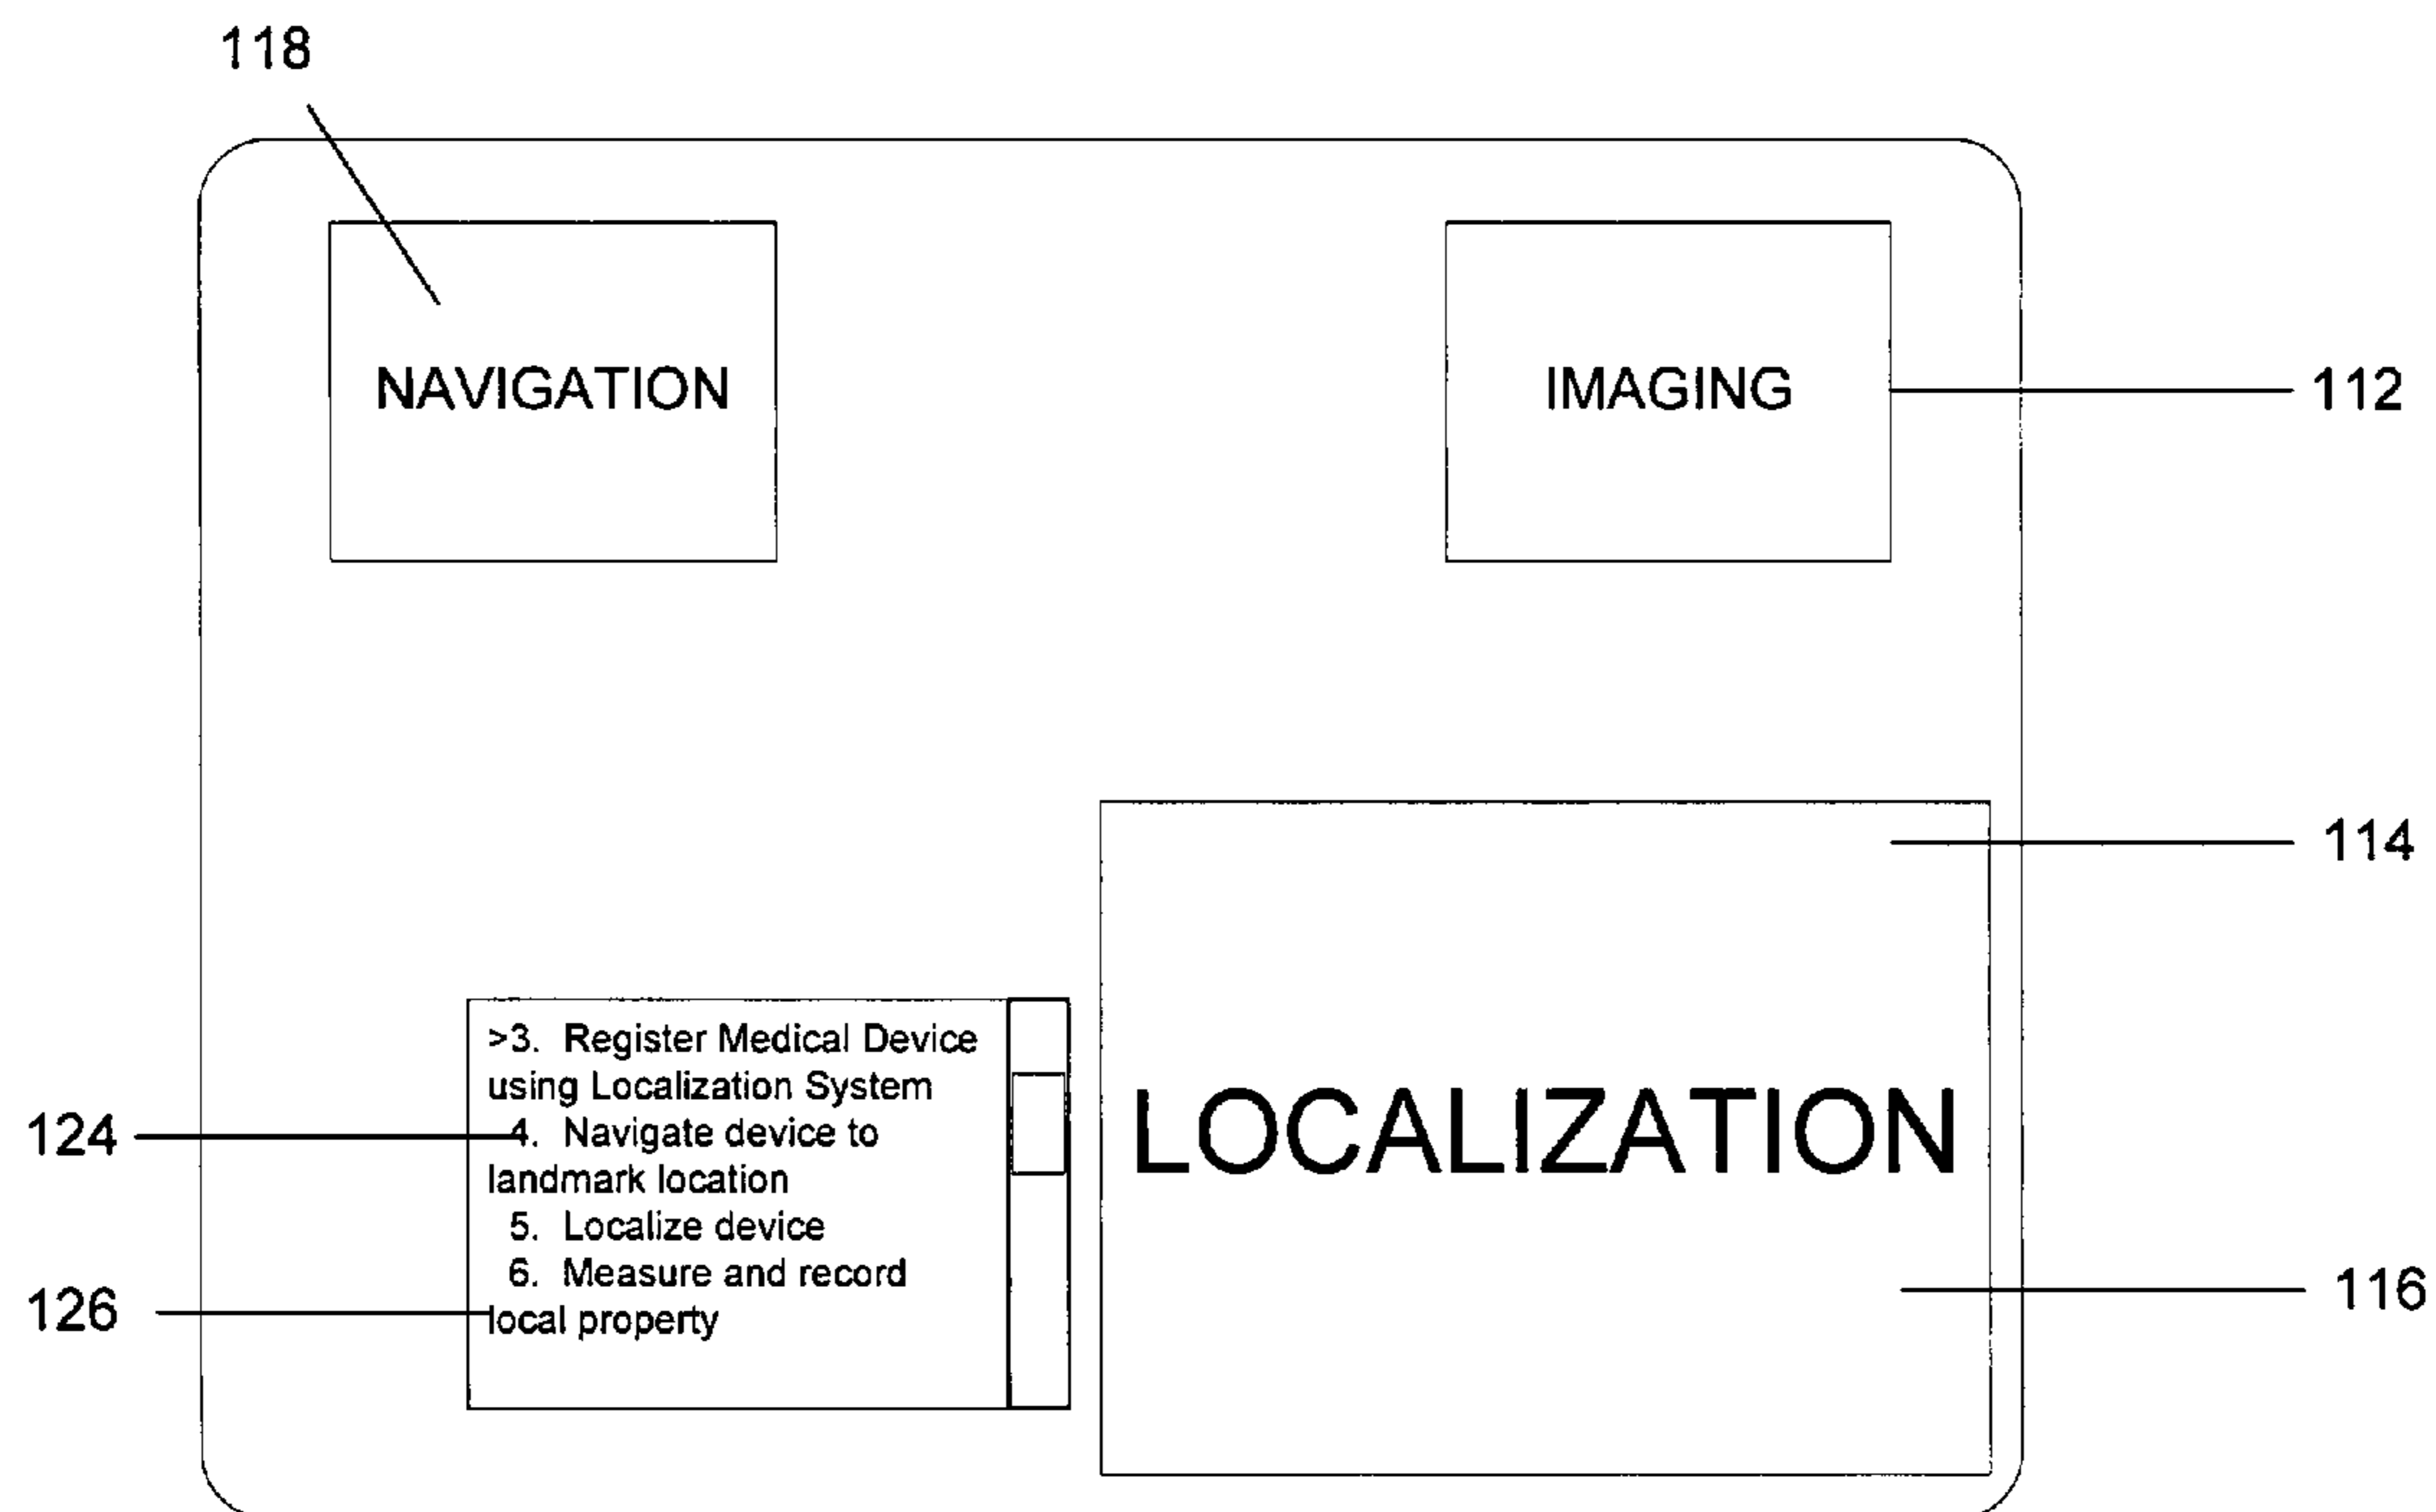 118
NAVIGATION
IMAGING
112
114
>3. Register Medical Device
using Localization System
4. Navigate device to
landmark location
5. Localize device
6. Measure and record
local property
124
126
LOCALIZATION
116